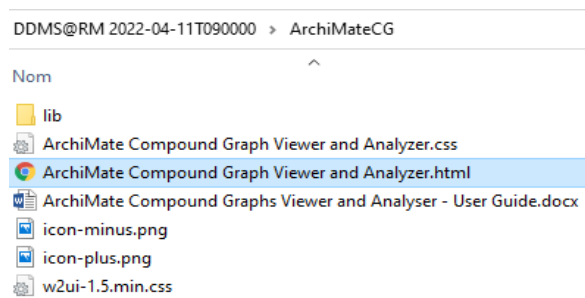 DDMS@RM 2022-04-11T090000 > ArchiMateCG
Nom
lib
ArchiMate Compound Graph Viewer and Analyzer.css
ArchiMate Compound Graph Viewer and Analyzer.html
ArchiMate Compound Graphs Viewer and Analyser - User Guide.docx
icon-minus.png
icon-plus.png
w2ui-1.5.min.css